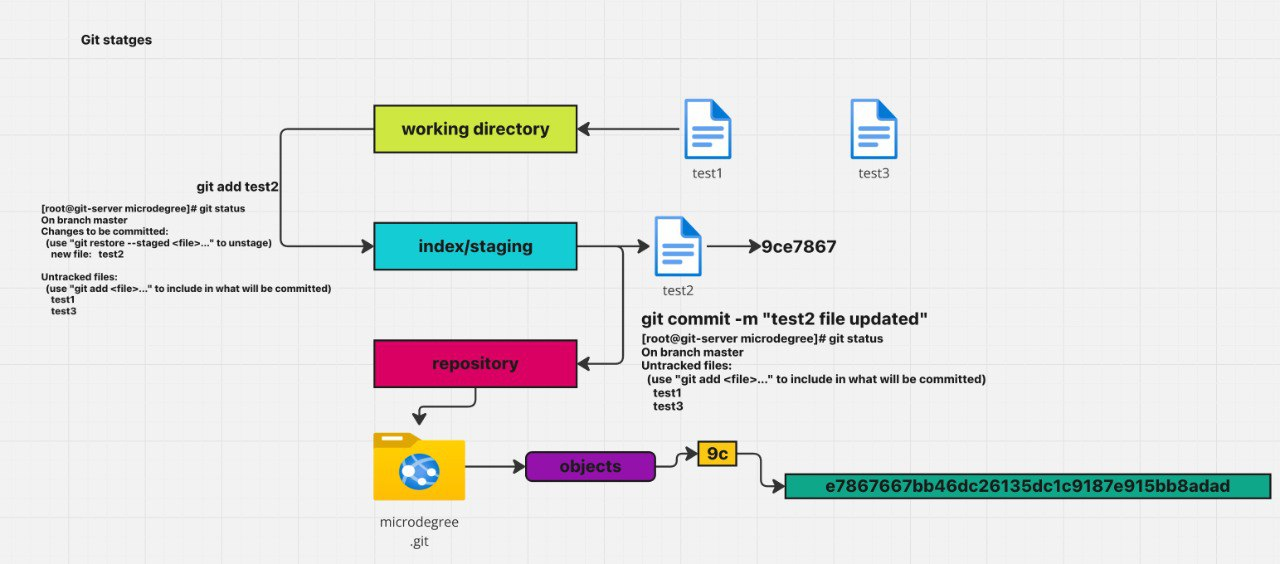 Git statges
working directory
test1
test3
git add test2
[root@git-server microdegree]# git status
On branch master
Changes to be committed:
(use "git restore --staged <file>..." to unstage)
new file: test2
Untracked files:
(use "git add <file>..." to include in what will be committed)
test1
test3
index/staging
9ce7867
test2
git commit -m "test2 file updated"
[root@git-server microdegree]# git status
On branch master
Untracked files:
(use "git add <file>..." to include in what will be committed)
test1
test3
repository
objects
9c
e7867667bb46dc26135dc1c9187e915bb8adad
microdegree
.git